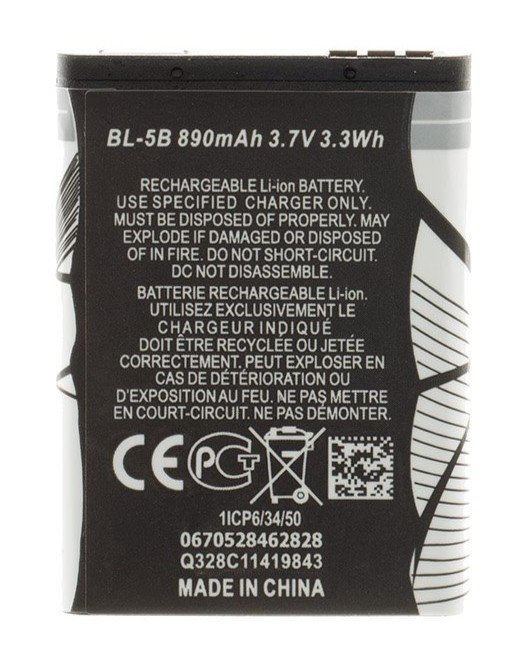 BL-5B 890mAh 3.7V 3.3Wh
RECHARGEABLE Li-ion BATTERY.
USE SPECIFIED CHARGER ONLY.
MUST BE DISPOSED OF PROPERLY. MAY
EXPLODE IF DAMAGED OR DISPOSED
OF IN FIRE. DO NOT SHORT-CIRCUIT.
DC NOT DISASSEMBLE.
BATTERIE RECHARGEABLE Li-ion.
UTILISEZ EXCLUSIVEMENT LE
CHARGEUR INDIQUÉ
DOIT ÊTRE RECYCLÉE OU JETÉE
CORRECTEMENT. PEUT EXPLOSER EN
CAS DE DÉTÉRIORATION OU
D'EXPOSITION AU FEU. NE PAS METTRE
EN COURT-CIRCUIT. NE PAS DÉMONTER.
CE PCT
1ICP6/34/50
0670528462828
Q328C11419843
MADE IN CHINA